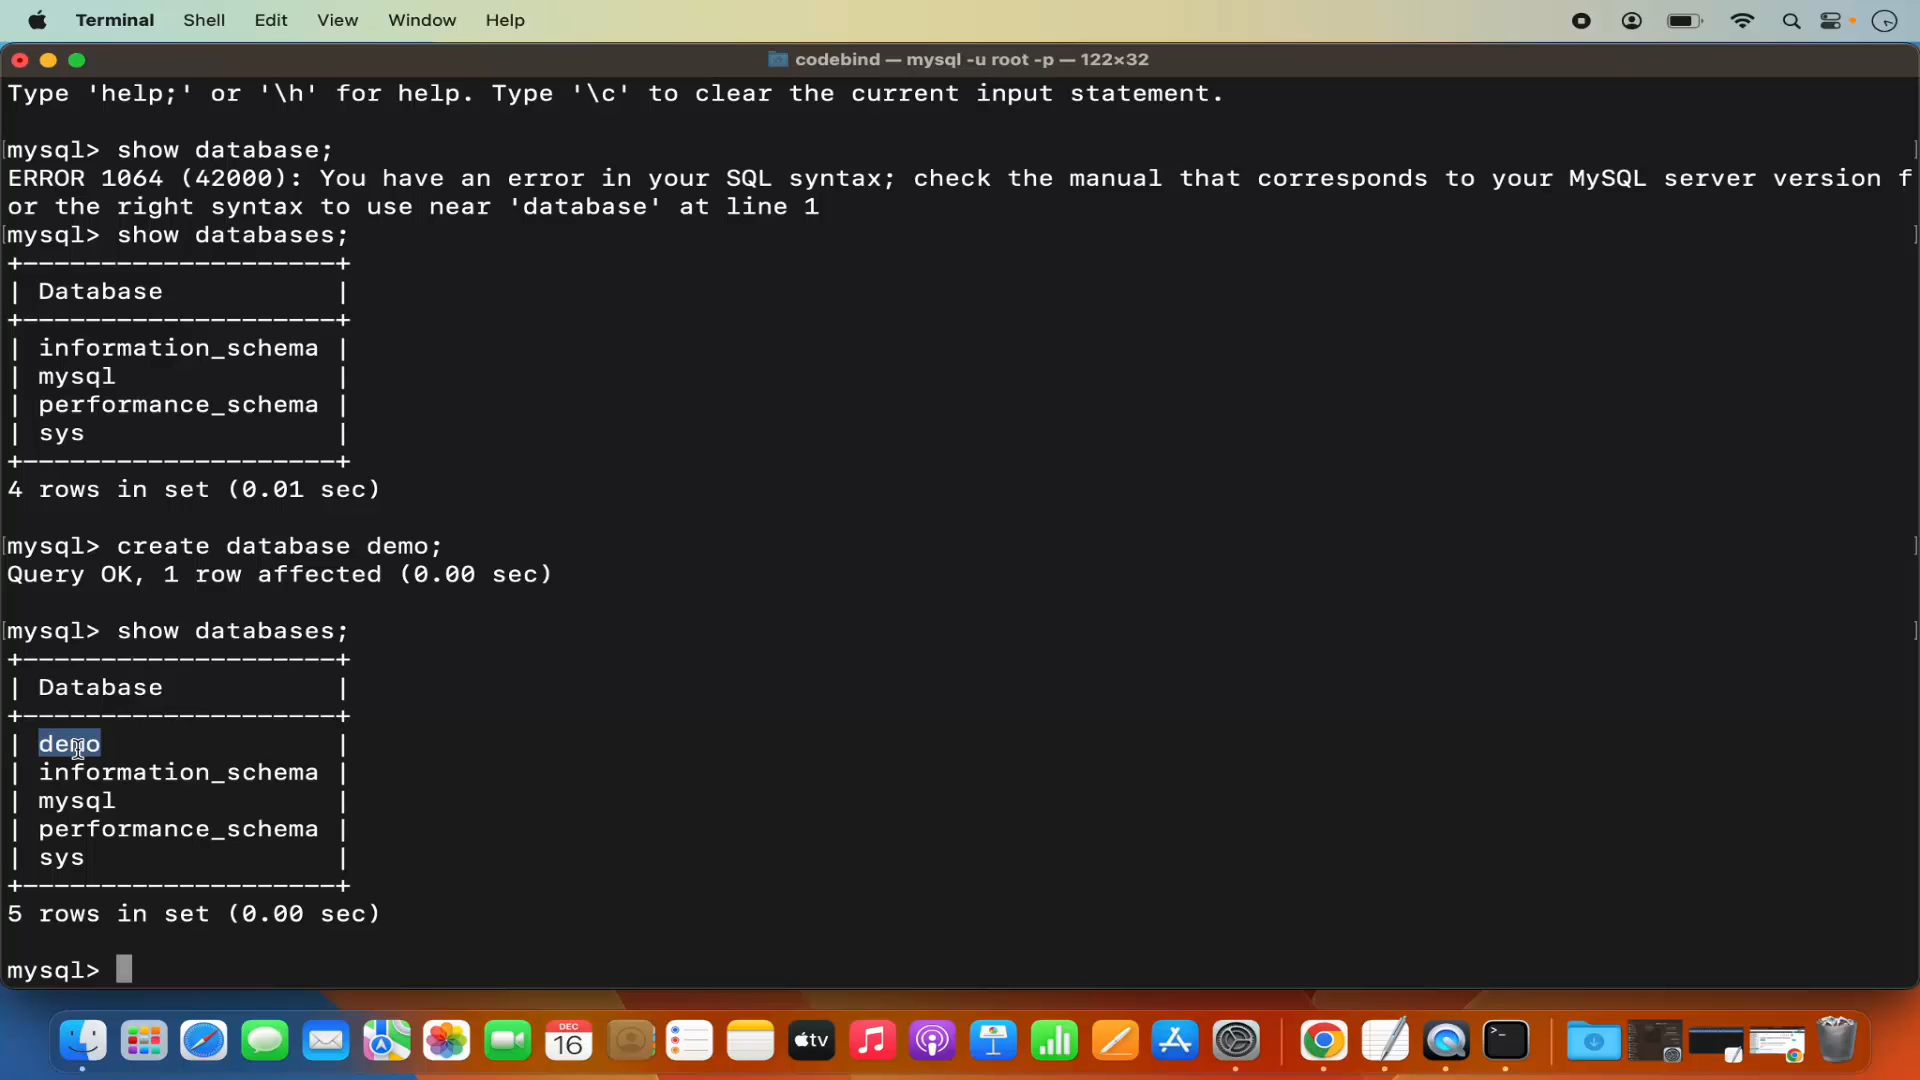 Terminal Shell Edit View Window Help
codebind — mysql -u root -p — 122×32
Type 'help;' or '\h' for help. Type '\c' to clear the current input statement.
[mysql> show database; ]
ERROR 1064 (42000): You have an error in your SQL syntax; check the manual that corresponds to your MySQL server version f
or the right syntax to use near 'database' at line 1
[mysql> show databases; ]
+--------------------+
| Database           |
+--------------------+
| information_schema |
| mysql              |
| performance_schema |
| sys                |
+--------------------+
4 rows in set (0.01 sec)
[mysql> create database demo; ]
Query OK, 1 row affected (0.00 sec)
[mysql> show databases; ]
+--------------------+
| Database           |
+--------------------+
| demo               |
| information_schema |
| mysql              |
| performance_schema |
| sys                |
+--------------------+
5 rows in set (0.00 sec)
mysql>
DEC
16
tv
>_